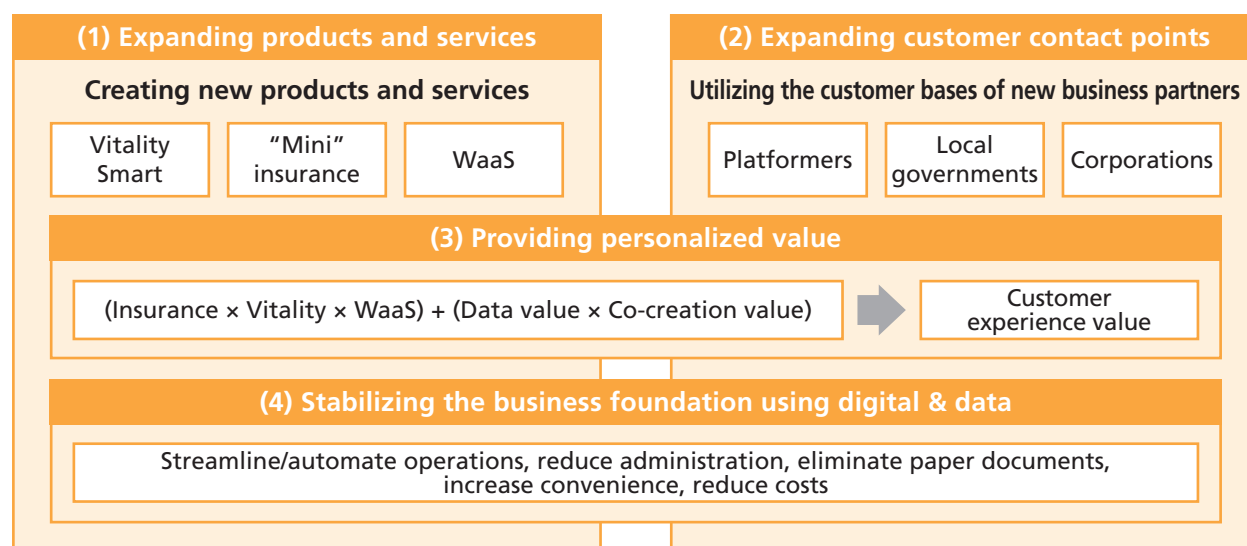 (1) Expanding products and services
Creating new products and services
Vitality
Smart
“Mini”
insurance
WaaS
(2) Expanding customer contact points
Utilizing the customer bases of new business partners
Platformers
Local
governments
Corporations
(3) Providing personalized value
(Insurance × Vitality × WaaS) + (Data value × Co-creation value)
Customer
experience value
(4) Stabilizing the business foundation using digital & data
Streamline/automate operations, reduce administration, eliminate paper documents,
increase convenience, reduce costs